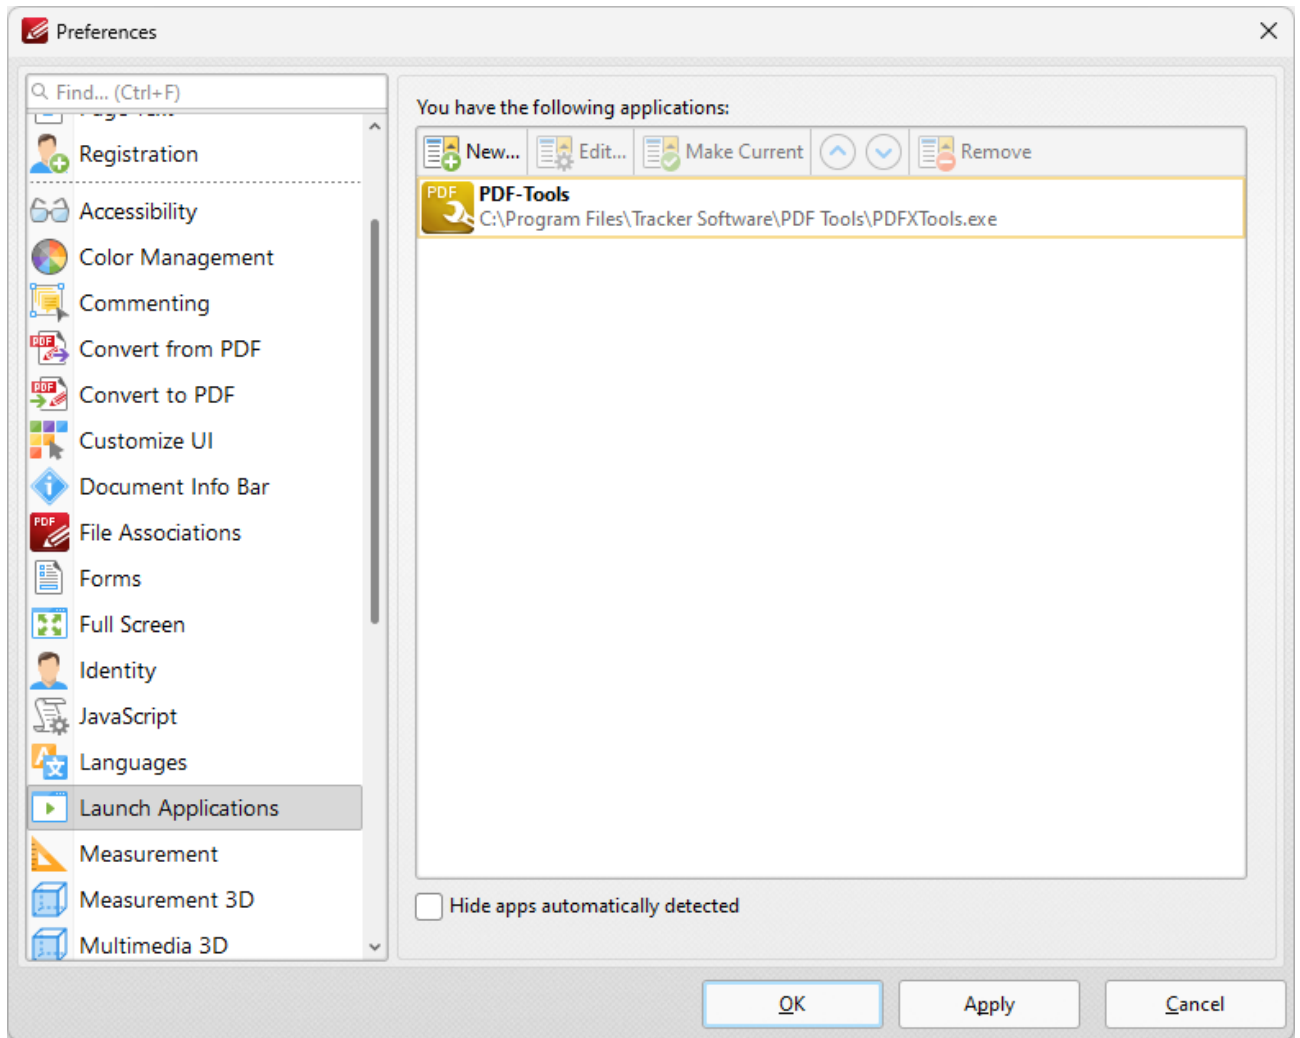 Preferences
Find... (Ctrl+F)
Registration
Accessibility
Color Management
Commenting
Convert from PDF
Convert to PDF
Customize UI
Document Info Bar
File Associations
Forms
Full Screen
Identity
JavaScript
Languages
Launch Applications
Measurement
Measurement 3D
Multimedia 3D
You have the following applications:
New... Edit... Make Current Remove
PDF-Tools
C:\Program Files\Tracker Software\PDF Tools\PDFXTools.exe
Hide apps automatically detected
OK Apply Cancel